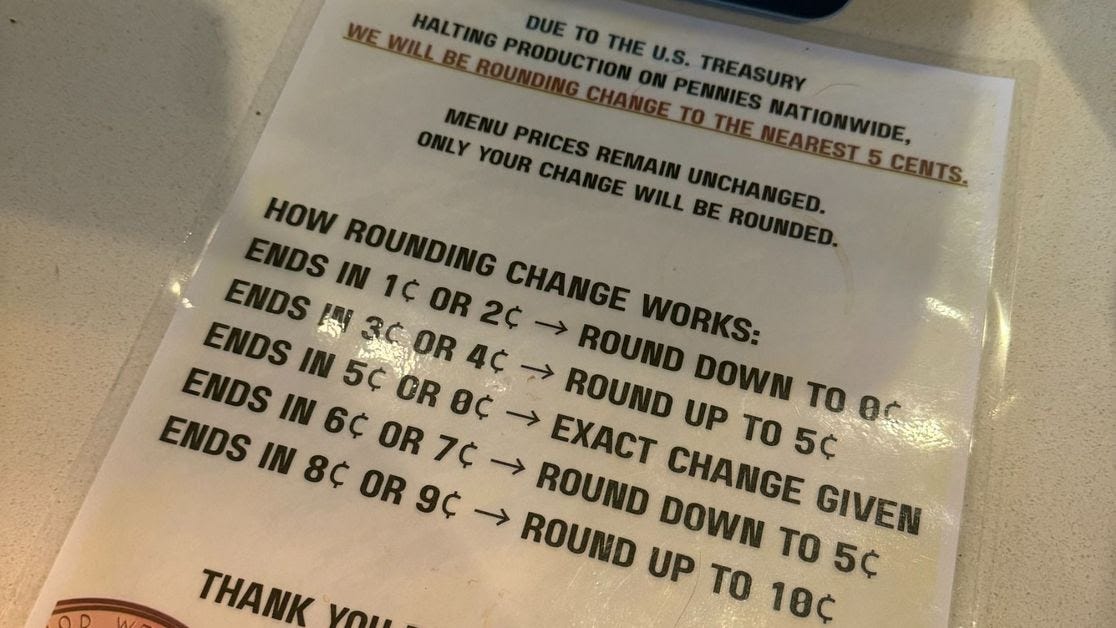 DUE TO THE U.S. TREASURY
HALTING PRODUCTION ON PENNIES NATIONWIDE,
WE WILL BE ROUNDING CHANGE TO THE NEAREST 5 CENTS.
MENU PRICES REMAIN UNCHANGED.
ONLY YOUR CHANGE WILL BE ROUNDED.
HOW ROUNDING CHANGE WORKS:
ENDS IN 1¢ OR 2¢ → ROUND DOWN TO 0¢
ENDS IN 3¢ OR 4¢ → ROUND UP TO 5¢
ENDS IN 5¢ OR 0¢ → EXACT CHANGE GIVEN
ENDS IN 6¢ OR 7¢ → ROUND DOWN TO 5¢
ENDS IN 8¢ OR 9¢ → ROUND UP TO 10¢
THANK YOU